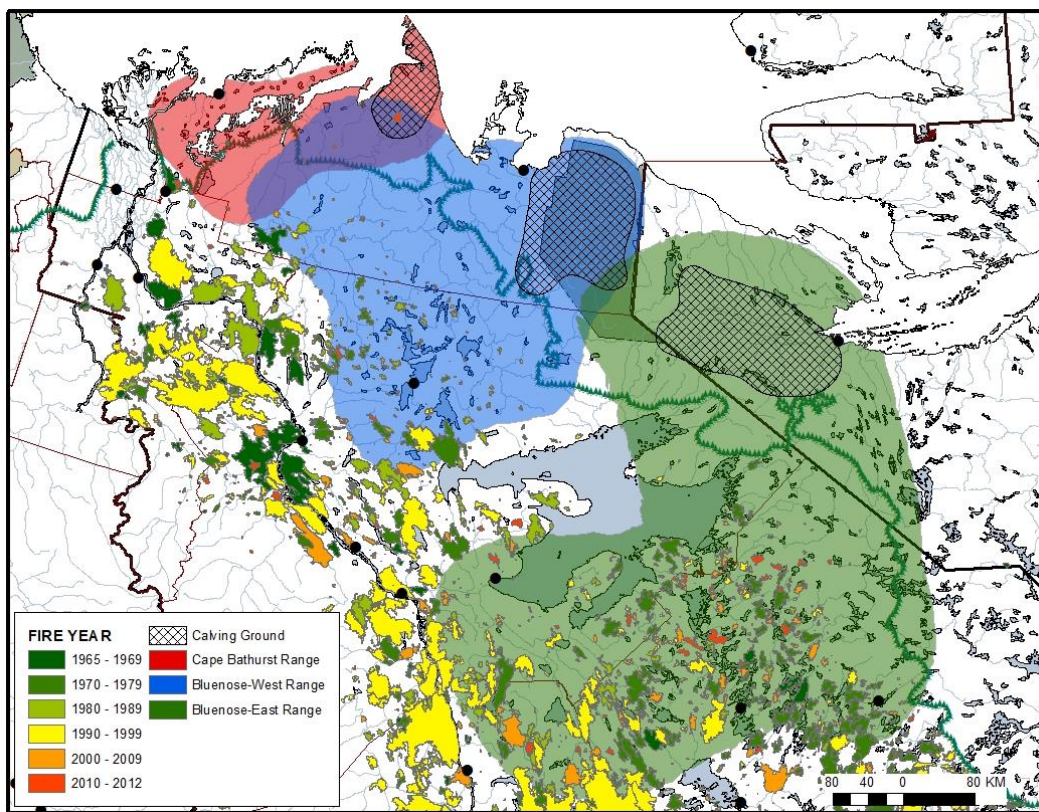 FIRE YEAR
1965 - 1969
1970 - 1979
1980 - 1989
1990 - 1999
2000 - 2009
2010 - 2012
Calving Ground
Cape Bathurst Range
Bluenose-West Range
Bluenose-East Range
80 40 0 80 KM